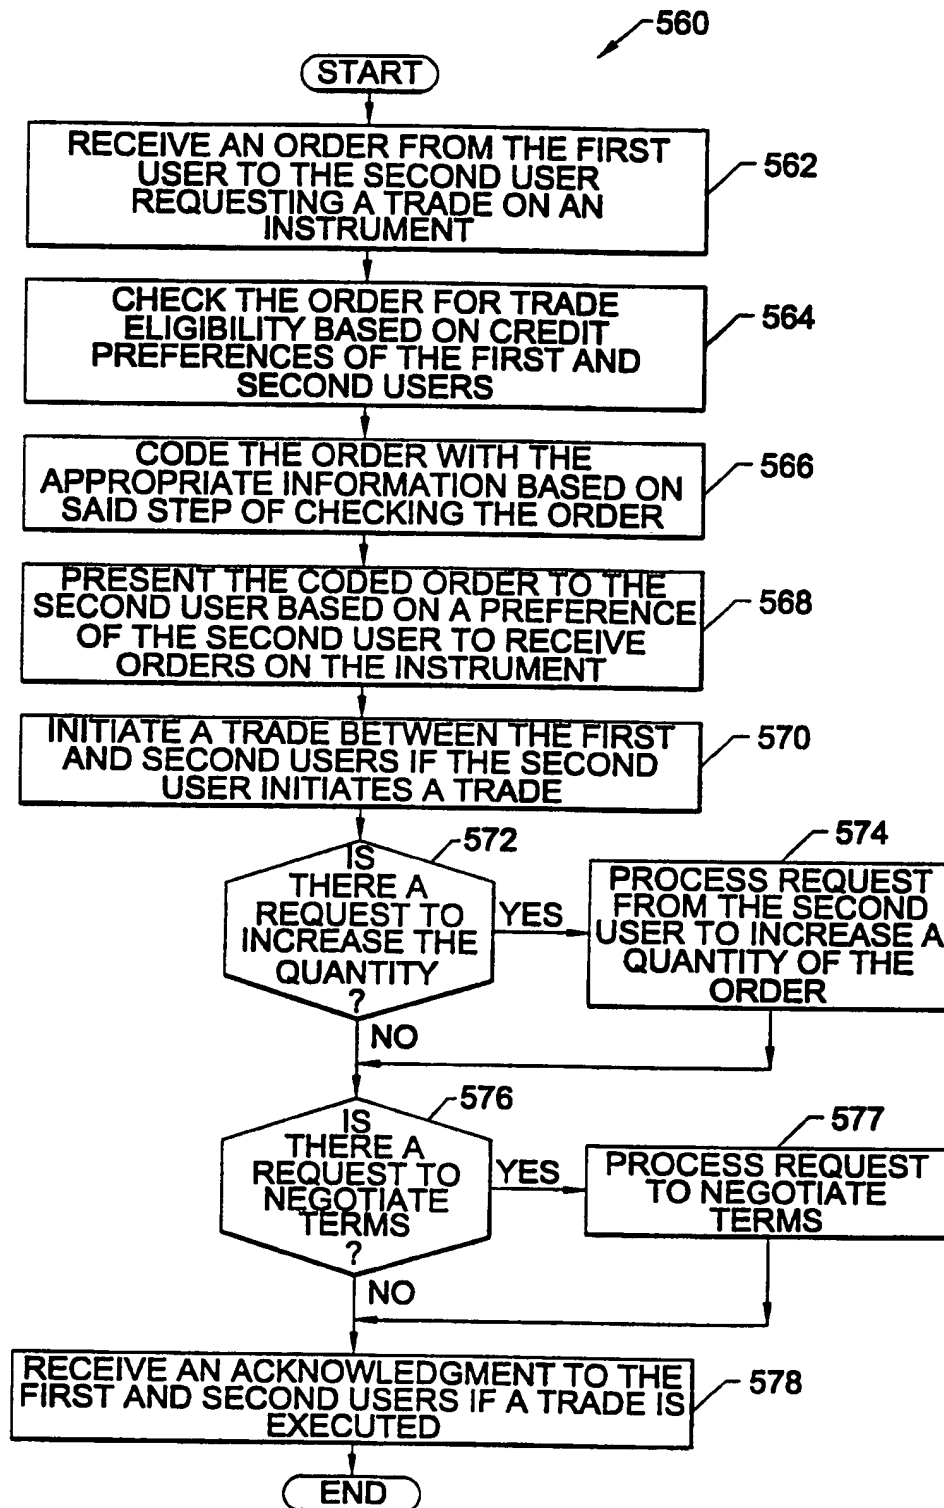 560
START
RECEIVE AN ORDER FROM THE FIRST
USER TO THE SECOND USER
REQUESTING A TRADE ON AN
INSTRUMENT
562
CHECK THE ORDER FOR TRADE
ELIGIBILITY BASED ON CREDIT
PREFERENCES OF THE FIRST AND
SECOND USERS
564
CODE THE ORDER WITH THE
APPROPRIATE INFORMATION BASED ON
SAID STEP OF CHECKING THE ORDER
566
PRESENT THE CODED ORDER TO THE
SECOND USER BASED ON A PREFERENCE
OF THE SECOND USER TO RECEIVE
ORDERS ON THE INSTRUMENT
568
INITIATE A TRADE BETWEEN THE FIRST
AND SECOND USERS IF THE SECOND
USER INITIATES A TRADE
570
IS
THERE A
REQUEST TO
INCREASE THE
QUANTITY
?
572
YES
PROCESS REQUEST
FROM THE SECOND
USER TO INCREASE A
QUANTITY OF THE
ORDER
574
NO
IS
THERE A
REQUEST TO
NEGOTIATE
TERMS
?
576
YES
PROCESS REQUEST
TO NEGOTIATE
TERMS
577
NO
RECEIVE AN ACKNOWLEDGMENT TO THE
FIRST AND SECOND USERS IF A TRADE IS
EXECUTED
578
END